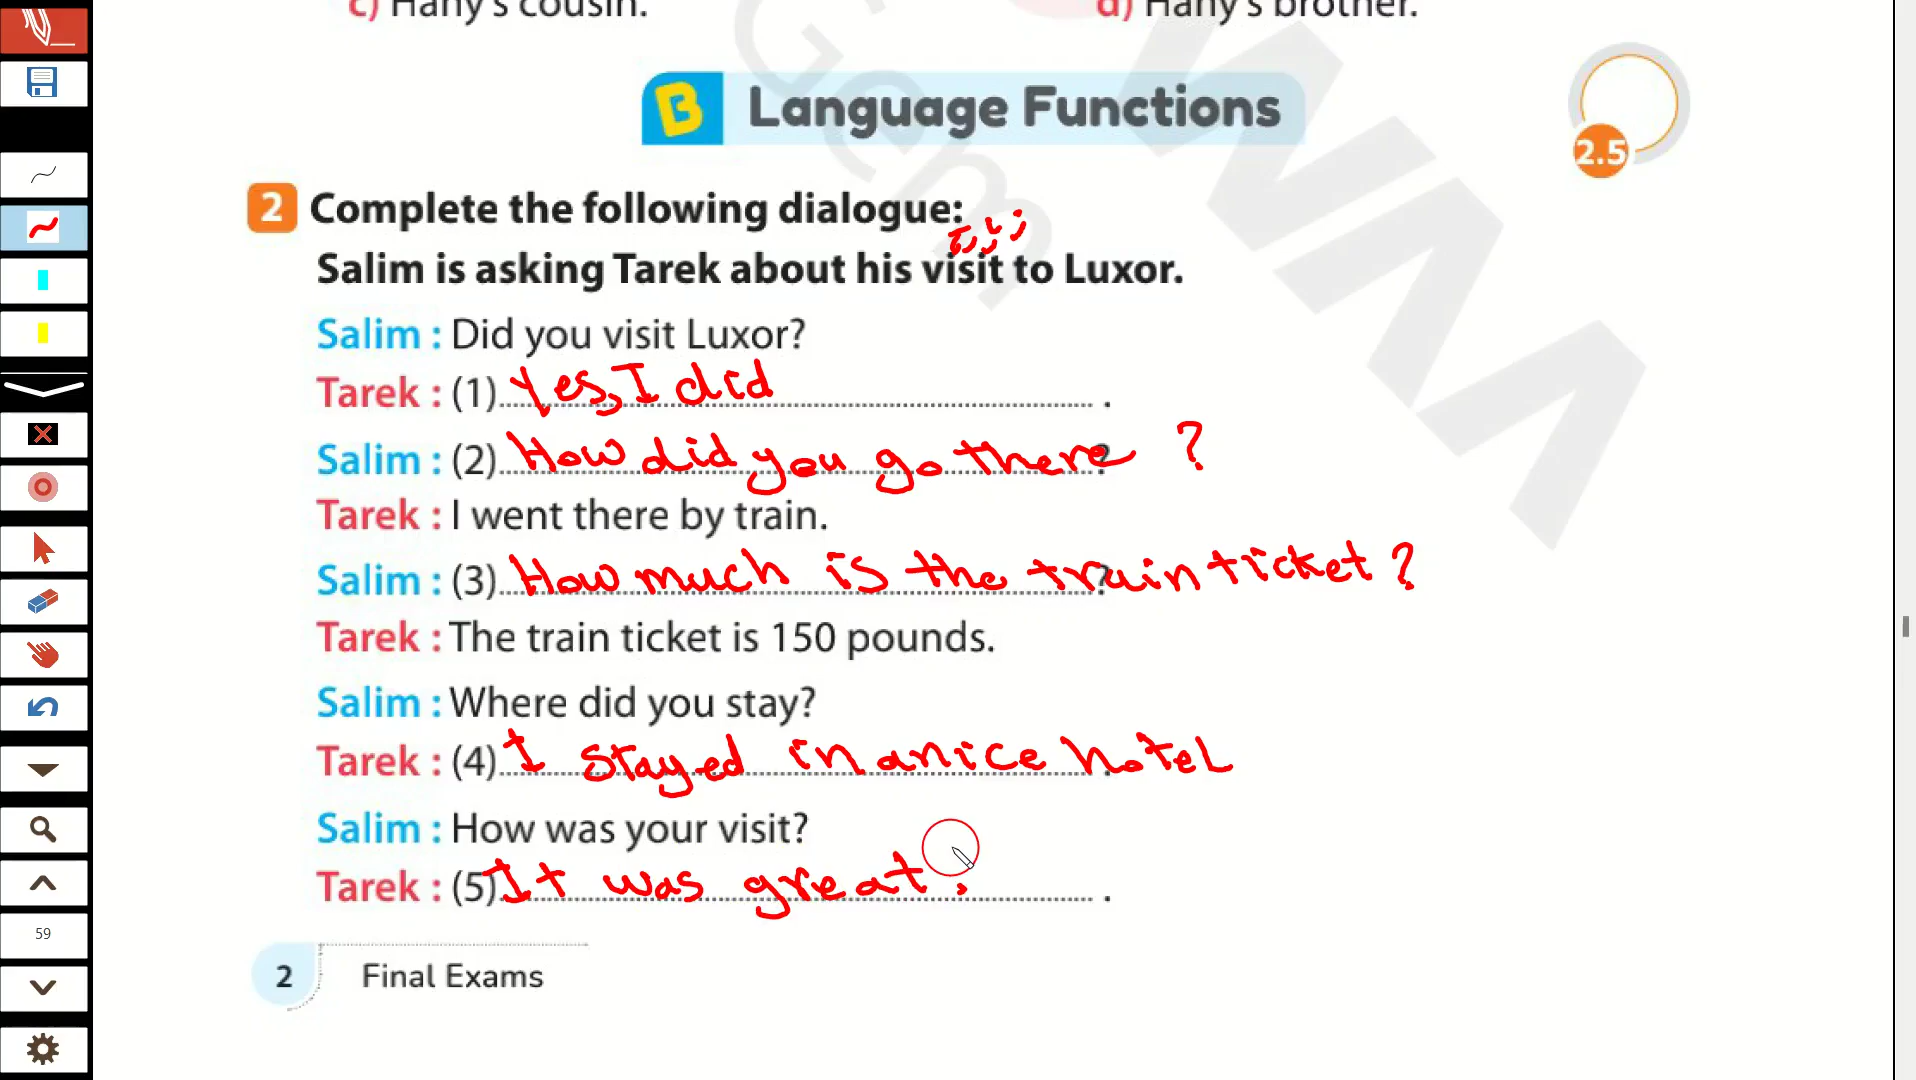 c) Hany's cousin. d) Hany's brother.
B Language Functions
2.5
2 Complete the following dialogue:
Salim is asking Tarek about his visit to Luxor.
Salim : Did you visit Luxor?
Tarek : (1) Yes, I did .
Salim : (2) How did you go there ?
Tarek : I went there by train.
Salim : (3) How much is the train ticket ?
Tarek : The train ticket is 150 pounds.
Salim : Where did you stay?
Tarek : (4) I stayed in a nice hotel
Salim : How was your visit?
Tarek : (5) It was great . .
2 Final Exams
59
Gem